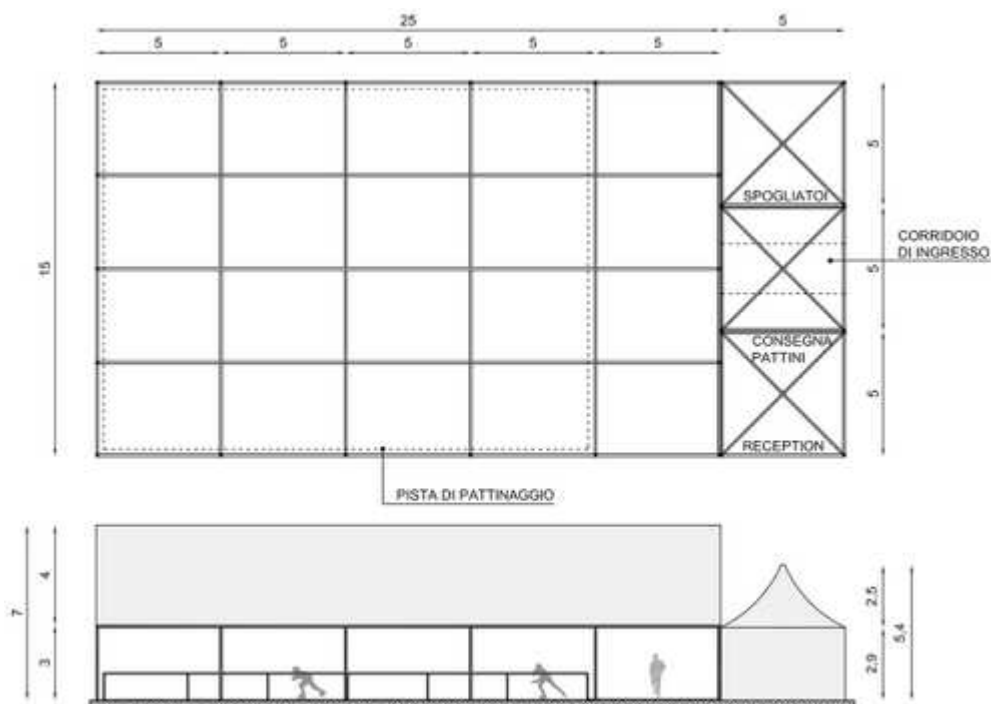 25
5
5
5
5
5
5
15
5
5
5
SPOGLIATOI
CORRIDOIO
DI INGRESSO
CONSEGNA
PATTINI
RECEPTION
PISTA DI PATTINAGGIO
7
4
3
2,5
2,9
5,4